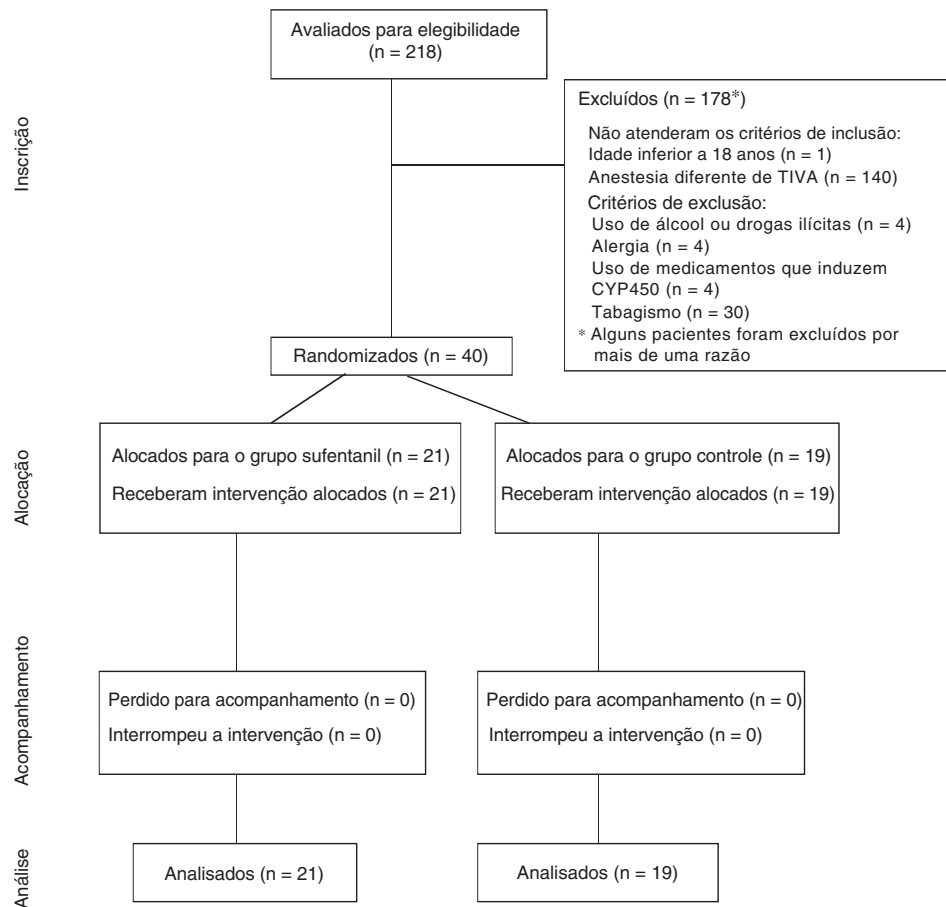 Avaliados para elegibilidade
(n = 218)
Inscrição
Excluídos (n = 178*)
Não atenderam os critérios de inclusão:
Idade inferior a 18 anos (n = 1)
Anestesia diferente de TIVA (n = 140)
Critérios de exclusão:
Uso de álcool ou drogas ilícitas (n = 4)
Alergia (n = 4)
Uso de medicamentos que induzem
CYP450 (n = 4)
Tabagismo (n = 30)
* Alguns pacientes foram excluídos por
mais de uma razão
Randomizados (n = 40)
Alocação
Alocados para o grupo sufentanil (n = 21)
Receberam intervenção alocados (n = 21)
Alocados para o grupo controle (n = 19)
Receberam intervenção alocados (n = 19)
Acompanhamento
Perdido para acompanhamento (n = 0)
Interrompeu a intervenção (n = 0)
Perdido para acompanhamento (n = 0)
Interrompeu a intervenção (n = 0)
Análise
Analisados (n = 21)
Analisados (n = 19)